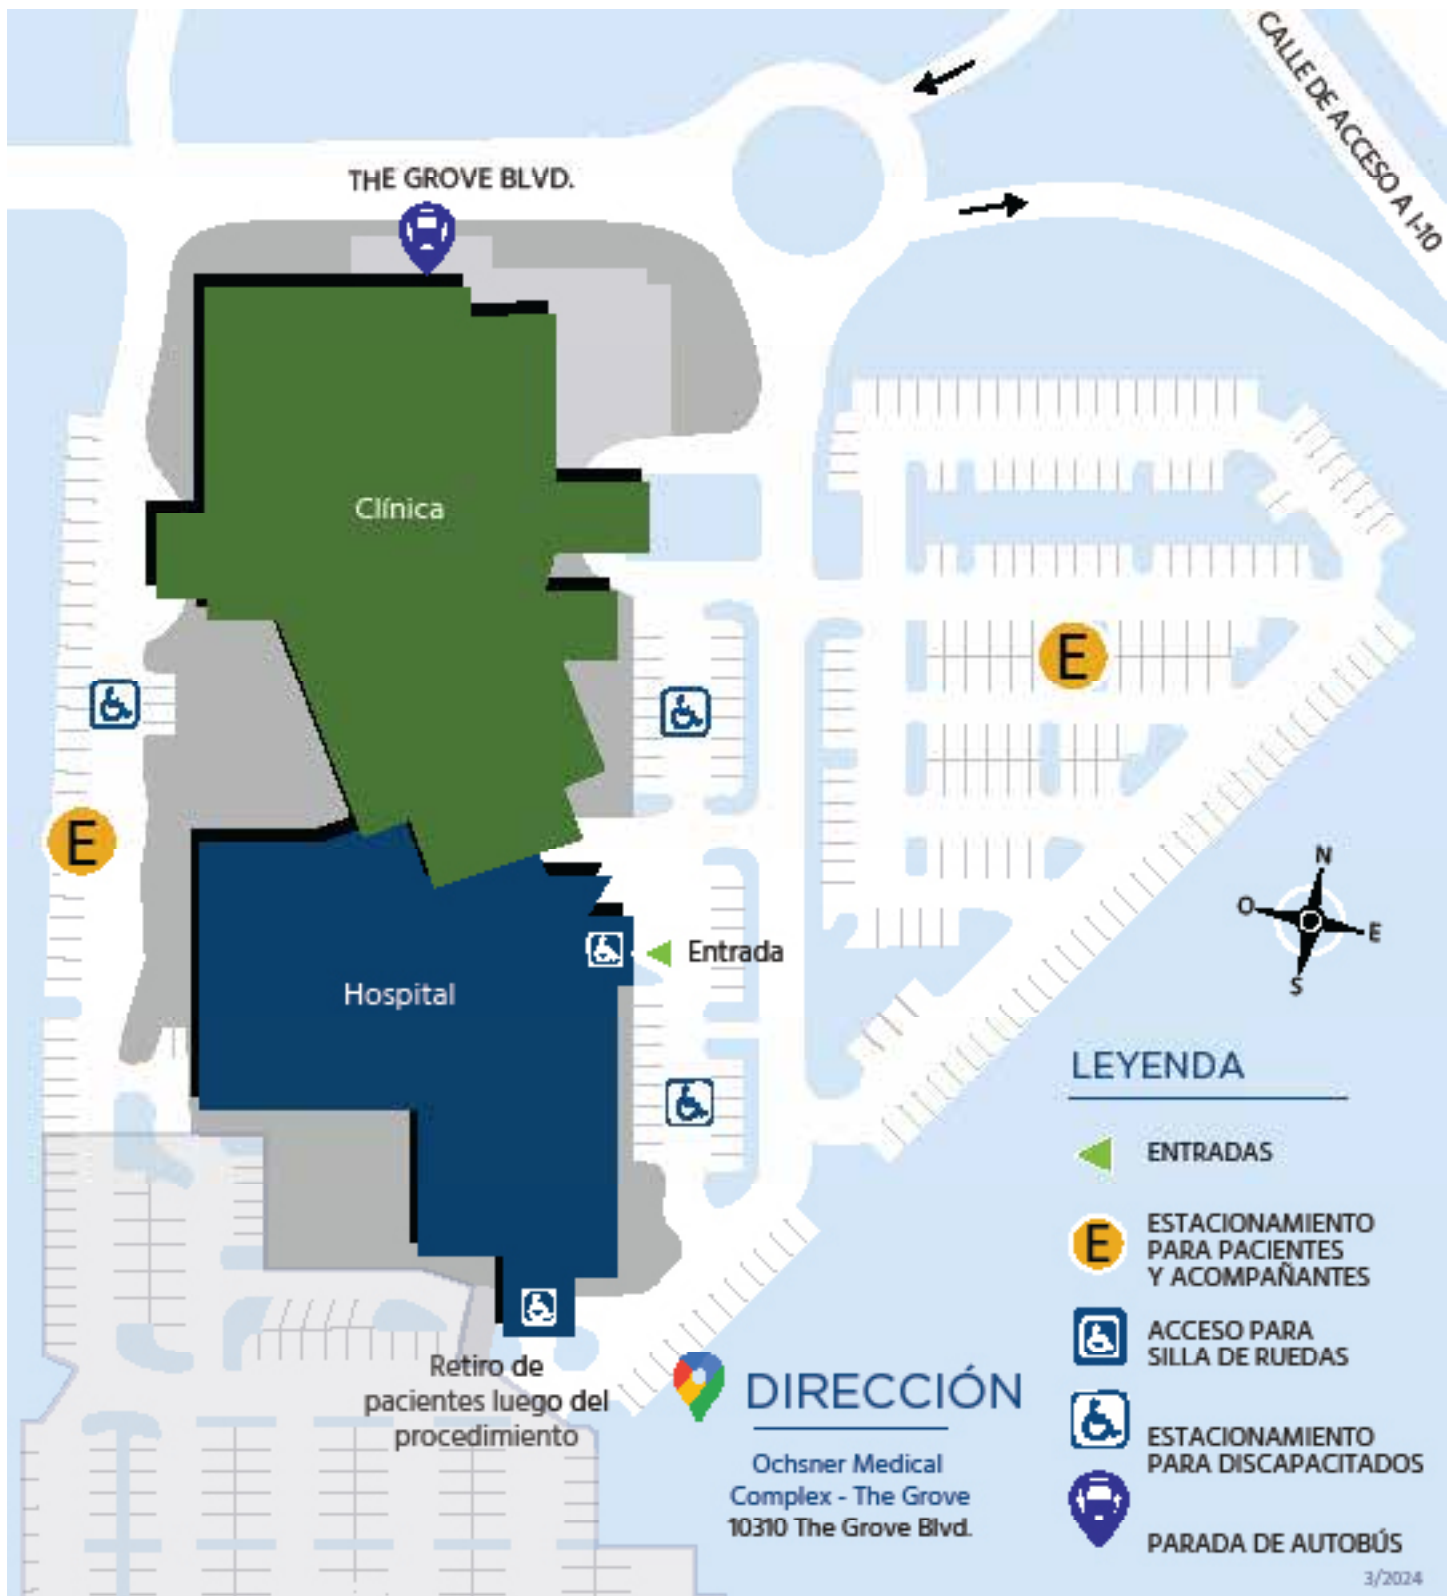 CALLE DE ACCESO A I-10
THE GROVE BLVD.
Clínica
E
E
N
O
E
S
Entrada
Hospital
LEYENDA
ENTRADAS
E
ESTACIONAMIENTO
PARA PACIENTES
Y ACOMPAÑANTES
ACCESO PARA
SILLA DE RUEDAS
ESTACIONAMIENTO
PARA DISCAPACITADOS
PARADA DE AUTOBÚS
Retiro de
pacientes luego del
procedimiento
DIRECCIÓN
Ochsner Medical
Complex - The Grove
10310 The Grove Blvd.
3/2024